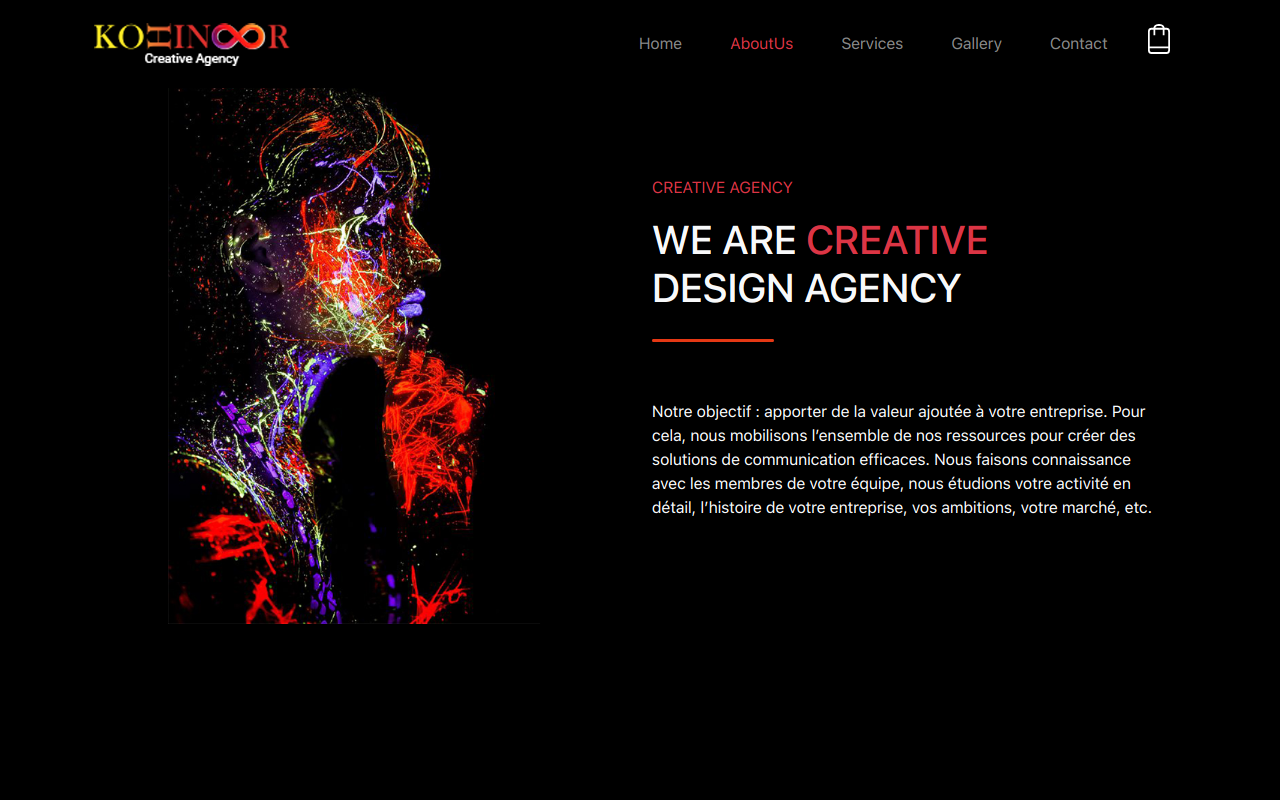 KOHINOOR
Creative Agency
Home AboutUs Services Gallery Contact
CREATIVE AGENCY
WE ARE CREATIVE
DESIGN AGENCY
Notre objectif : apporter de la valeur ajoutée à votre entreprise. Pour
cela, nous mobilisons l’ensemble de nos ressources pour créer des
solutions de communication efficaces. Nous faisons connaissance
avec les membres de votre équipe, nous étudions votre activité en
détail, l’histoire de votre entreprise, vos ambitions, votre marché, etc.